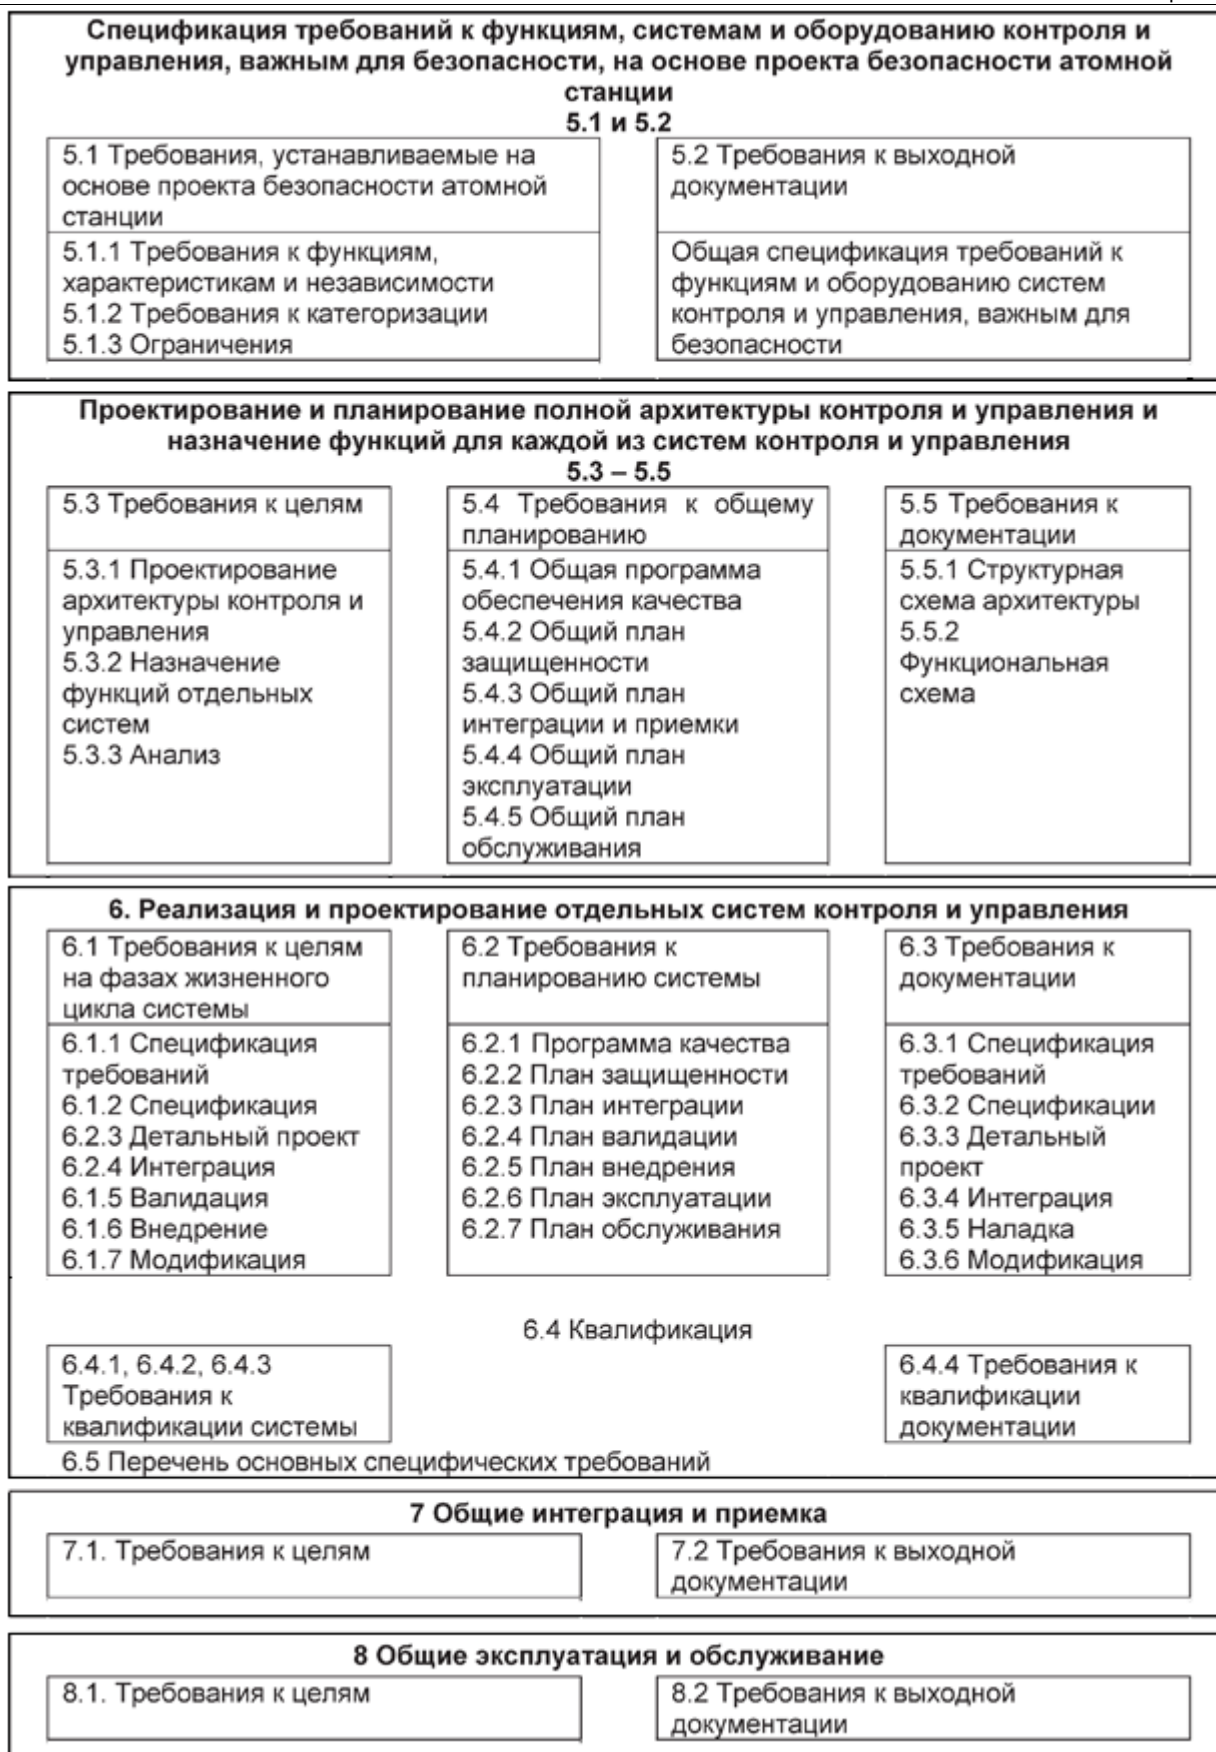 Спецификация требований к функциям, системам и оборудованию контроля и
управления, важным для безопасности, на основе проекта безопасности атомной
станции
5.1 и 5.2
5.1 Требования, устанавливаемые на
основе проекта безопасности атомной
станции
5.1.1 Требования к функциям,
характеристикам и независимости
5.1.2 Требования к категоризации
5.1.3 Ограничения
5.2 Требования к выходной
документации
Общая спецификация требований к
функциям и оборудованию систем
контроля и управления, важным для
безопасности
Проектирование и планирование полной архитектуры контроля и управления и
назначение функций для каждой из систем контроля и управления
5.3 – 5.5
5.3 Требования к целям
5.3.1 Проектирование
архитектуры контроля и
управления
5.3.2 Назначение
функций отдельных
систем
5.3.3 Анализ
5.4 Требования к общему
планированию
5.4.1 Общая программа
обеспечения качества
5.4.2 Общий план
защищенности
5.4.3 Общий план
интеграции и приемки
5.4.4 Общий план
эксплуатации
5.4.5 Общий план
обслуживания
5.5 Требования к
документации
5.5.1 Структурная
схема архитектуры
5.5.2
Функциональная
схема
6. Реализация и проектирование отдельных систем контроля и управления
6.1 Требования к целям
на фазах жизненного
цикла системы
6.1.1 Спецификация
требований
6.1.2 Спецификация
6.2.3 Детальный проект
6.2.4 Интеграция
6.1.5 Валидация
6.1.6 Внедрение
6.1.7 Модификация
6.2 Требования к
планированию системы
6.2.1 Программа качества
6.2.2 План защищенности
6.2.3 План интеграции
6.2.4 План валидации
6.2.5 План внедрения
6.2.6 План эксплуатации
6.2.7 План обслуживания
6.3 Требования к
документации
6.3.1 Спецификация
требований
6.3.2 Спецификации
6.3.3 Детальный
проект
6.3.4 Интеграция
6.3.5 Наладка
6.3.6 Модификация
6.4 Квалификация
6.4.1, 6.4.2, 6.4.3
Требования к
квалификации системы
6.4.4 Требования к
квалификации
документации
6.5 Перечень основных специфических требований
7 Общие интеграция и приемка
7.1. Требования к целям
7.2 Требования к выходной
документации
8 Общие эксплуатация и обслуживание
8.1. Требования к целям
8.2 Требования к выходной
документации